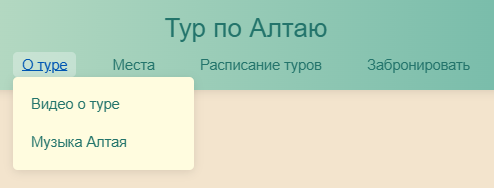 Тур по Алтаю
О туре Места Расписание туров Забронировать
Видео о туре
Музыка Алтая